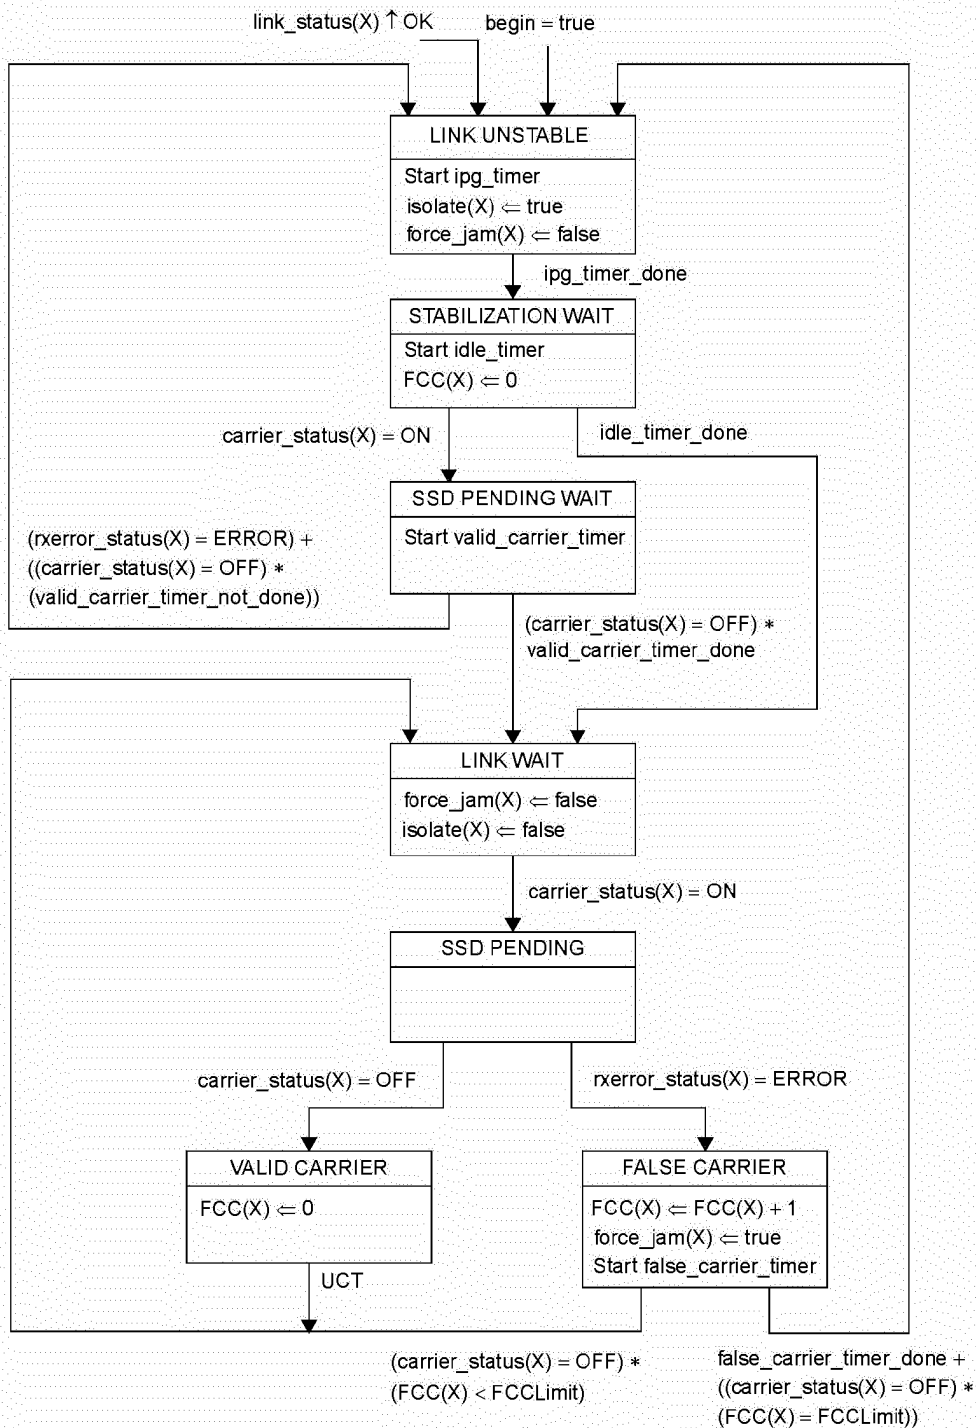 link_status(X) ↑ OK
begin = true
LINK UNSTABLE
Start ipg_timer
isolate(X) ⇐ true
force_jam(X) ⇐ false
ipg_timer_done
STABILIZATION WAIT
Start idle_timer
FCC(X) ⇐ 0
carrier_status(X) = ON
idle_timer_done
SSD PENDING WAIT
Start valid_carrier_timer
(rxerror_status(X) = ERROR) +
((carrier_status(X) = OFF) *
(valid_carrier_timer_not_done))
(carrier_status(X) = OFF) *
valid_carrier_timer_done
LINK WAIT
force_jam(X) ⇐ false
isolate(X) ⇐ false
carrier_status(X) = ON
SSD PENDING
carrier_status(X) = OFF
rxerror_status(X) = ERROR
VALID CARRIER
FCC(X) ⇐ 0
UCT
FALSE CARRIER
FCC(X) ⇐ FCC(X) + 1
force_jam(X) ⇐ true
Start false_carrier_timer
(carrier_status(X) = OFF) *
(FCC(X) < FCCLimit)
false_carrier_timer_done +
((carrier_status(X) = OFF) *
(FCC(X) = FCCLimit))